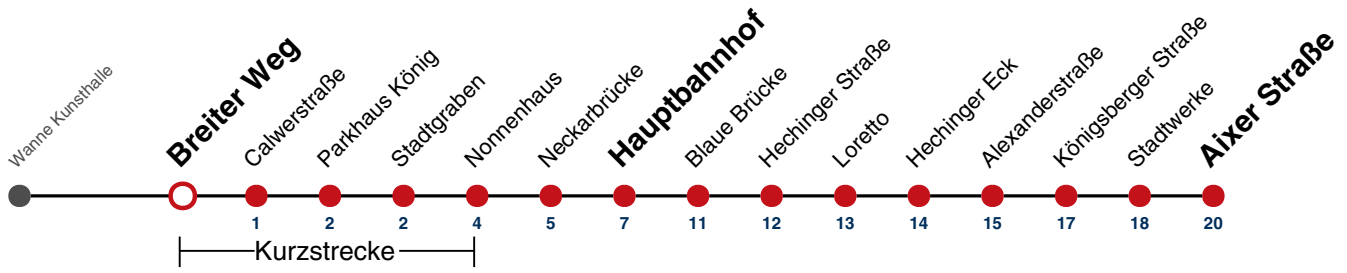 Wanne Kunsthalle
Breiter Weg
Calwerstraße
Parkhaus König
Stadtgraben
Nonnenhaus
Neckarbrücke
Hauptbahnhof
Blaue Brücke
Hechinger Straße
Loretto
Hechinger Eck
Alexanderstraße
Königsberger Straße
Stadtwerke
Aixer Straße
1 2 2 4 5 7 11 12 13 14 15 17 18 20
Kurzstrecke